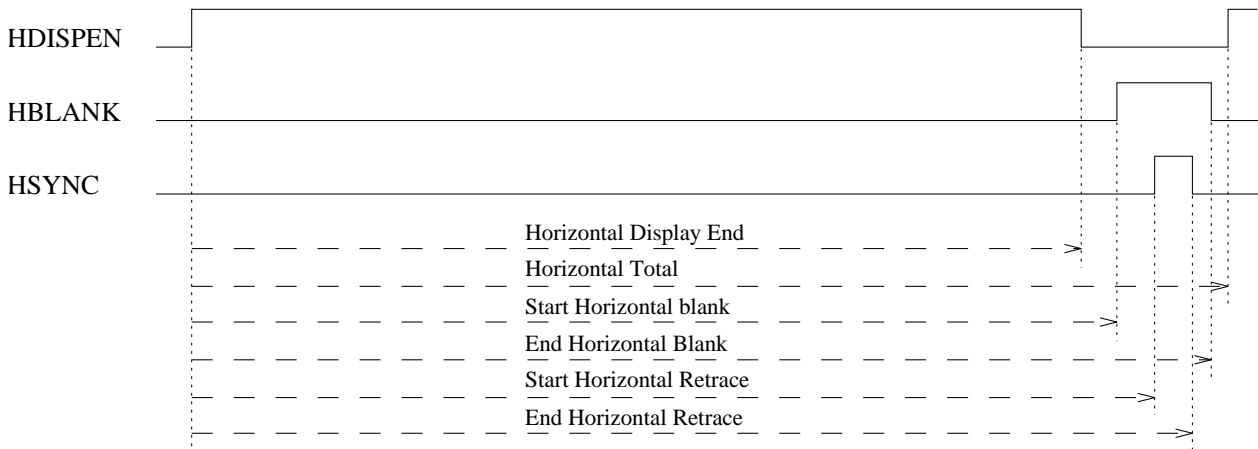 HDISPEN
HBLANK
HSYNC
Horizontal Display End
Horizontal Total
Start Horizontal blank
End Horizontal Blank
Start Horizontal Retrace
End Horizontal Retrace